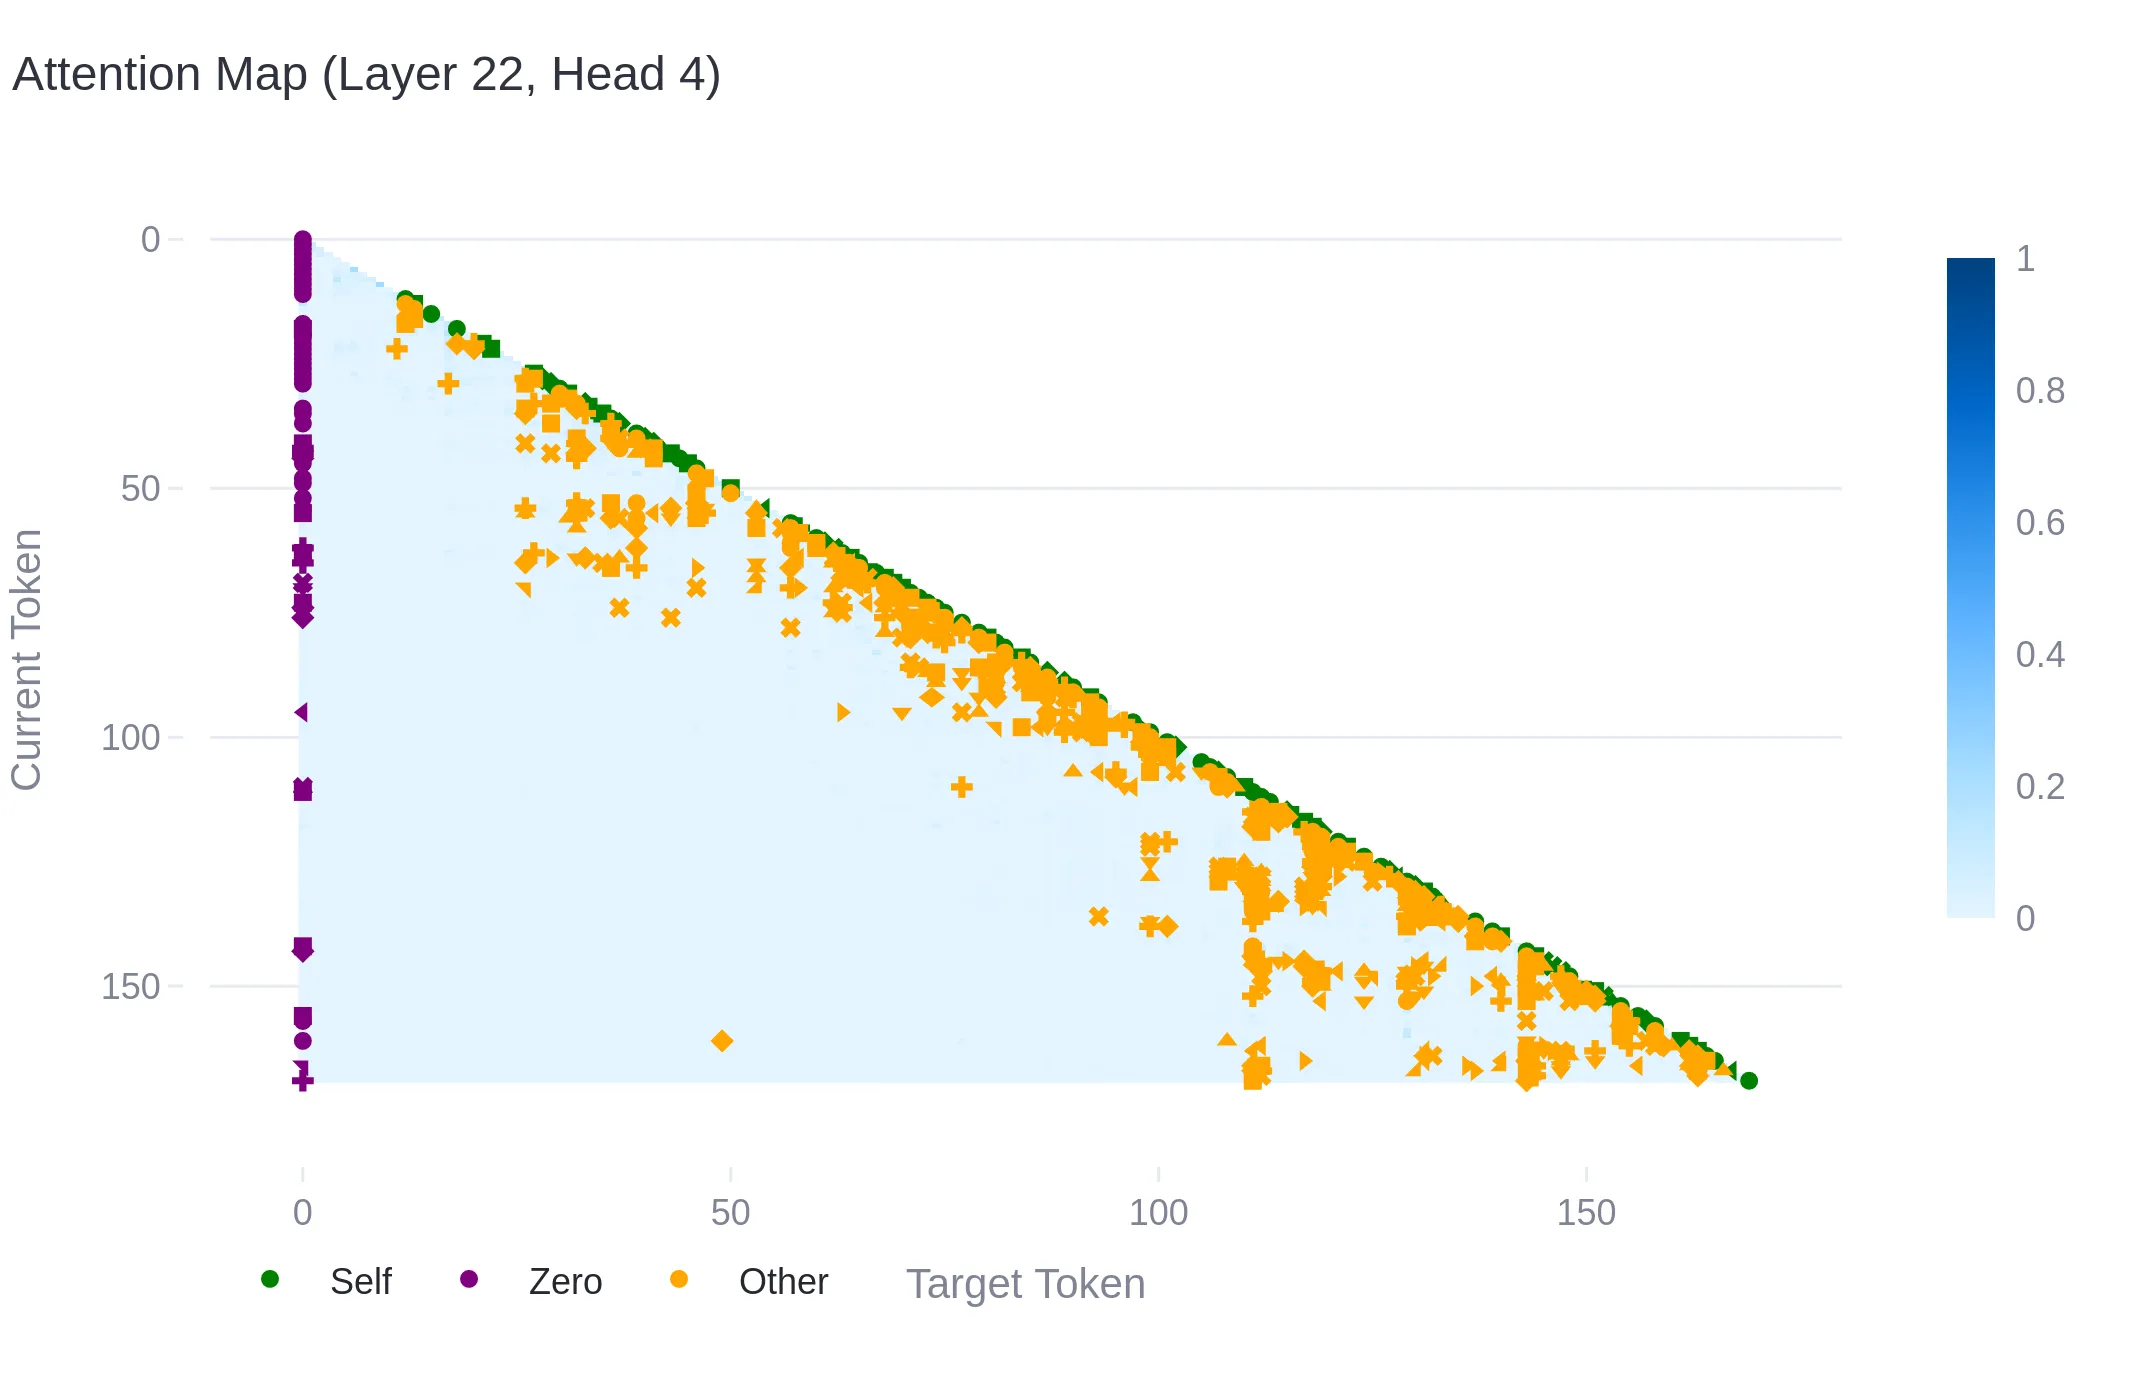 Attention Map (Layer 22, Head 4)
0
50
100
150
Current Token
1
0.8
0.6
0.4
0.2
0
0 50 100 150
Self Zero Other Target Token